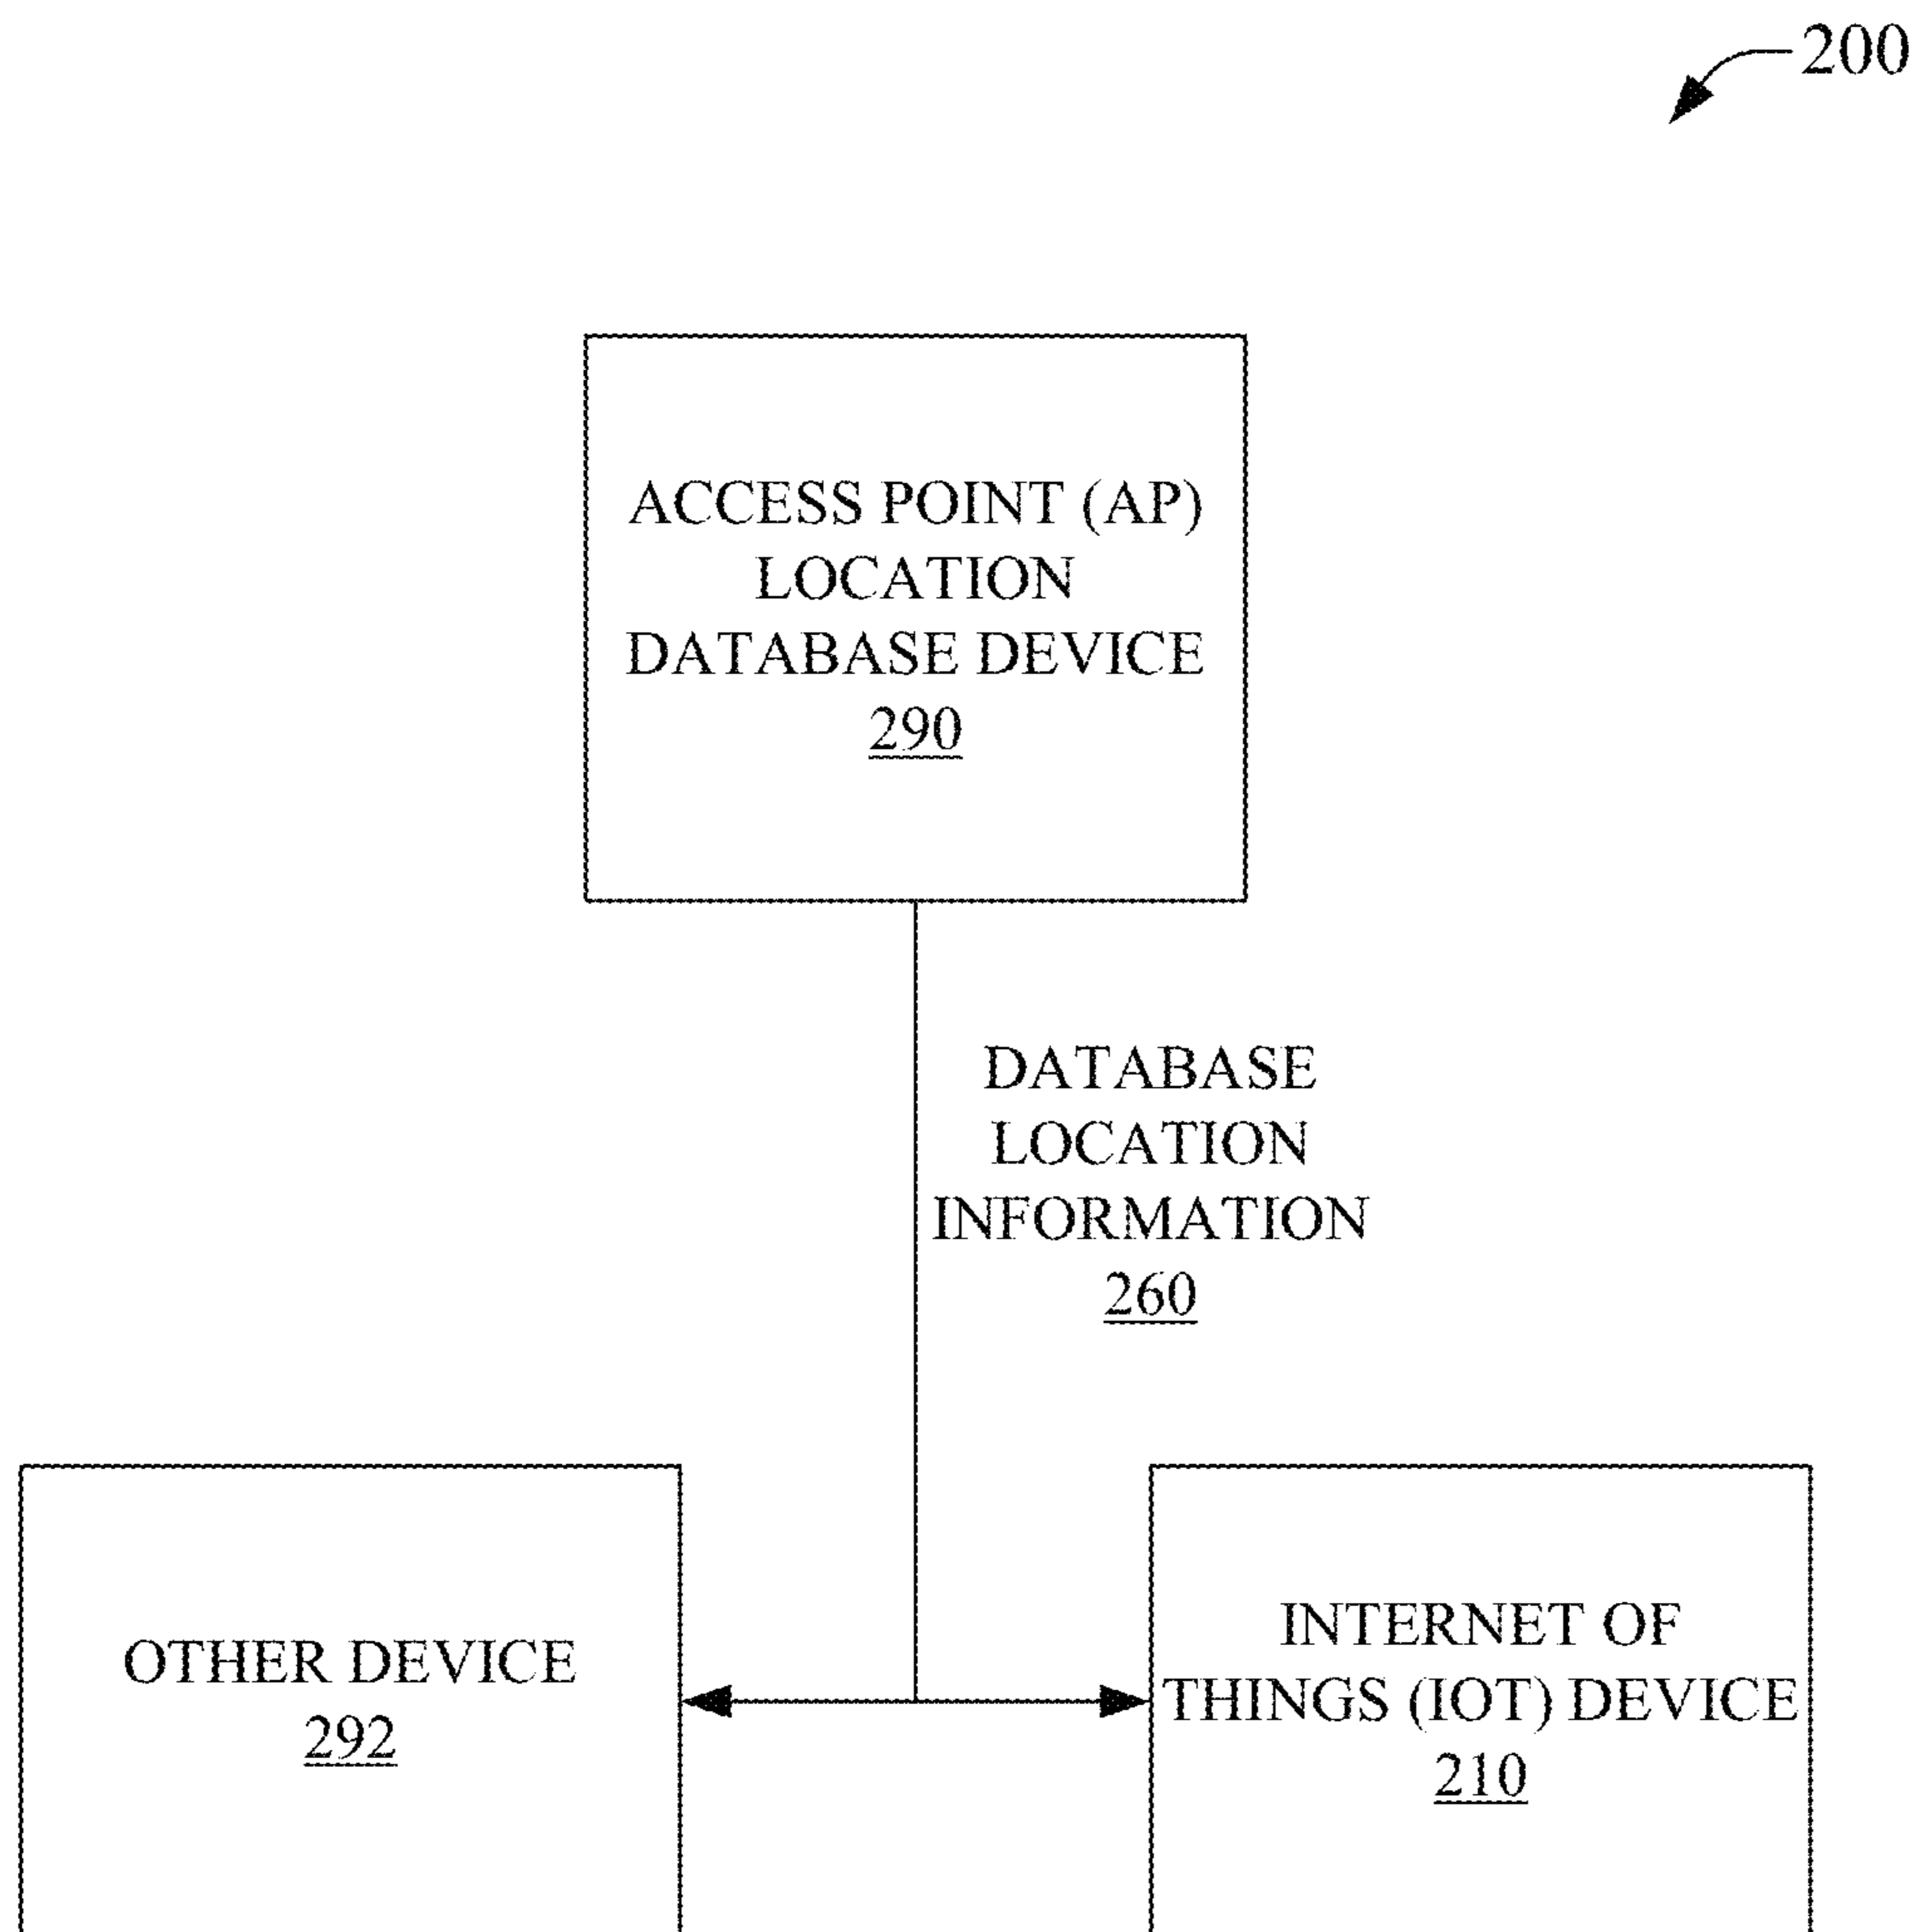 200
ACCESS POINT (AP)
LOCATION
DATABASE DEVICE
290
DATABASE
LOCATION
INFORMATION
260
OTHER DEVICE
292
INTERNET OF
THINGS (IOT) DEVICE
210